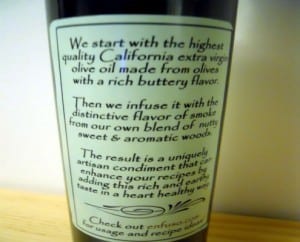 We start with the highest
quality California extra virgin
olive oil made from olives
with a rich buttery flavor.
Then we infuse it with the
distinctive flavor of smoke
from our own blend of nutty
sweet & aromatic woods.
The result is a uniquely
artisan condiment that can
enhance your recipes by
adding this rich and earthy
taste in a heart healthy way.
Check out enfuso.com
for usage and recipe ideas!